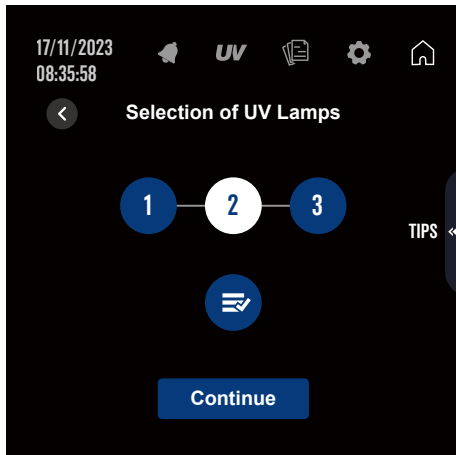 17/11/2023
08:35:58
UV
Selection of UV Lamps
1 2 3
TIPS «
Continue